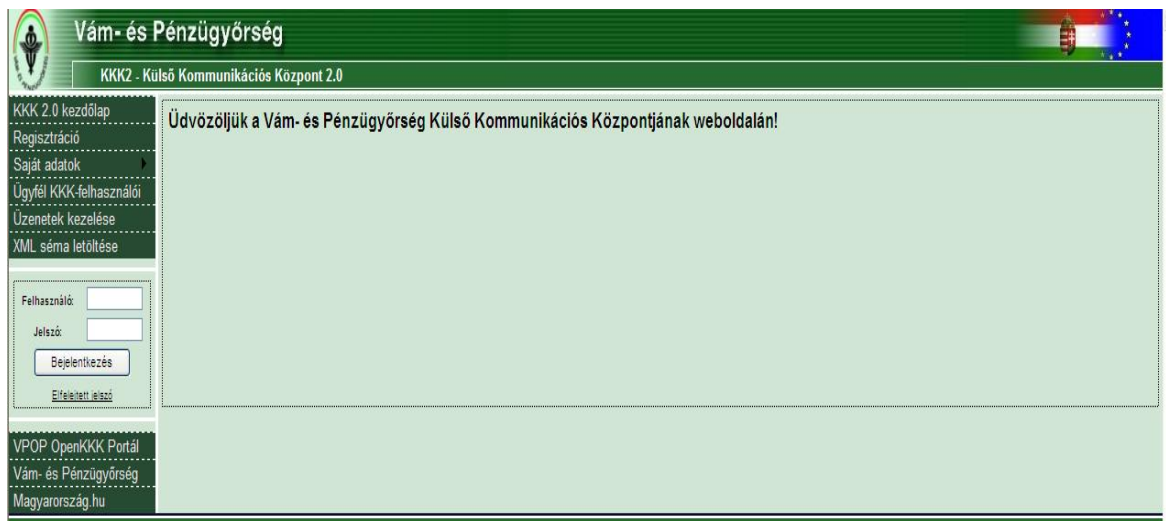 Vám- és Pénzügyőrség
KKK2 - Külső Kommunikációs Központ 2.0
KKK 2.0 kezdőlap
Regisztráció
Saját adatok
Ügyfél KKK-felhasználói
Üzenetek kezelése
XML séma letöltése
Üdvözöljük a Vám- és Pénzügyőrség Külső Kommunikációs Központjának weboldalán!
Felhasználó:
Jelszó:
Bejelentkezés
Elfelejtett jelszó
VPOP OpenKKK Portál
Vám- és Pénzügyőrség
Magyarország.hu